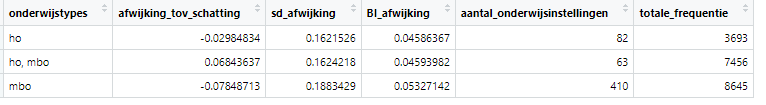 onderwijstypes afwijking_tov_schatting sd_afwijking BI_afwijking aantal_onderwijsinstellingen totale_frequentie
ho -0.02984834 0.1621526 0.04586367 82 3693
ho, mbo 0.06843637 0.1624218 0.04593982 63 7456
mbo -0.07848713 0.1883429 0.05327142 410 8645